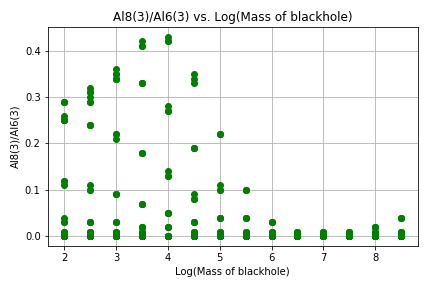 Al8(3)/Al6(3) vs. Log(Mass of blackhole)
Al8(3)/Al6(3)
0.4
0.3
0.2
0.1
0.0
2 3 4 5 6 7 8
Log(Mass of blackhole)